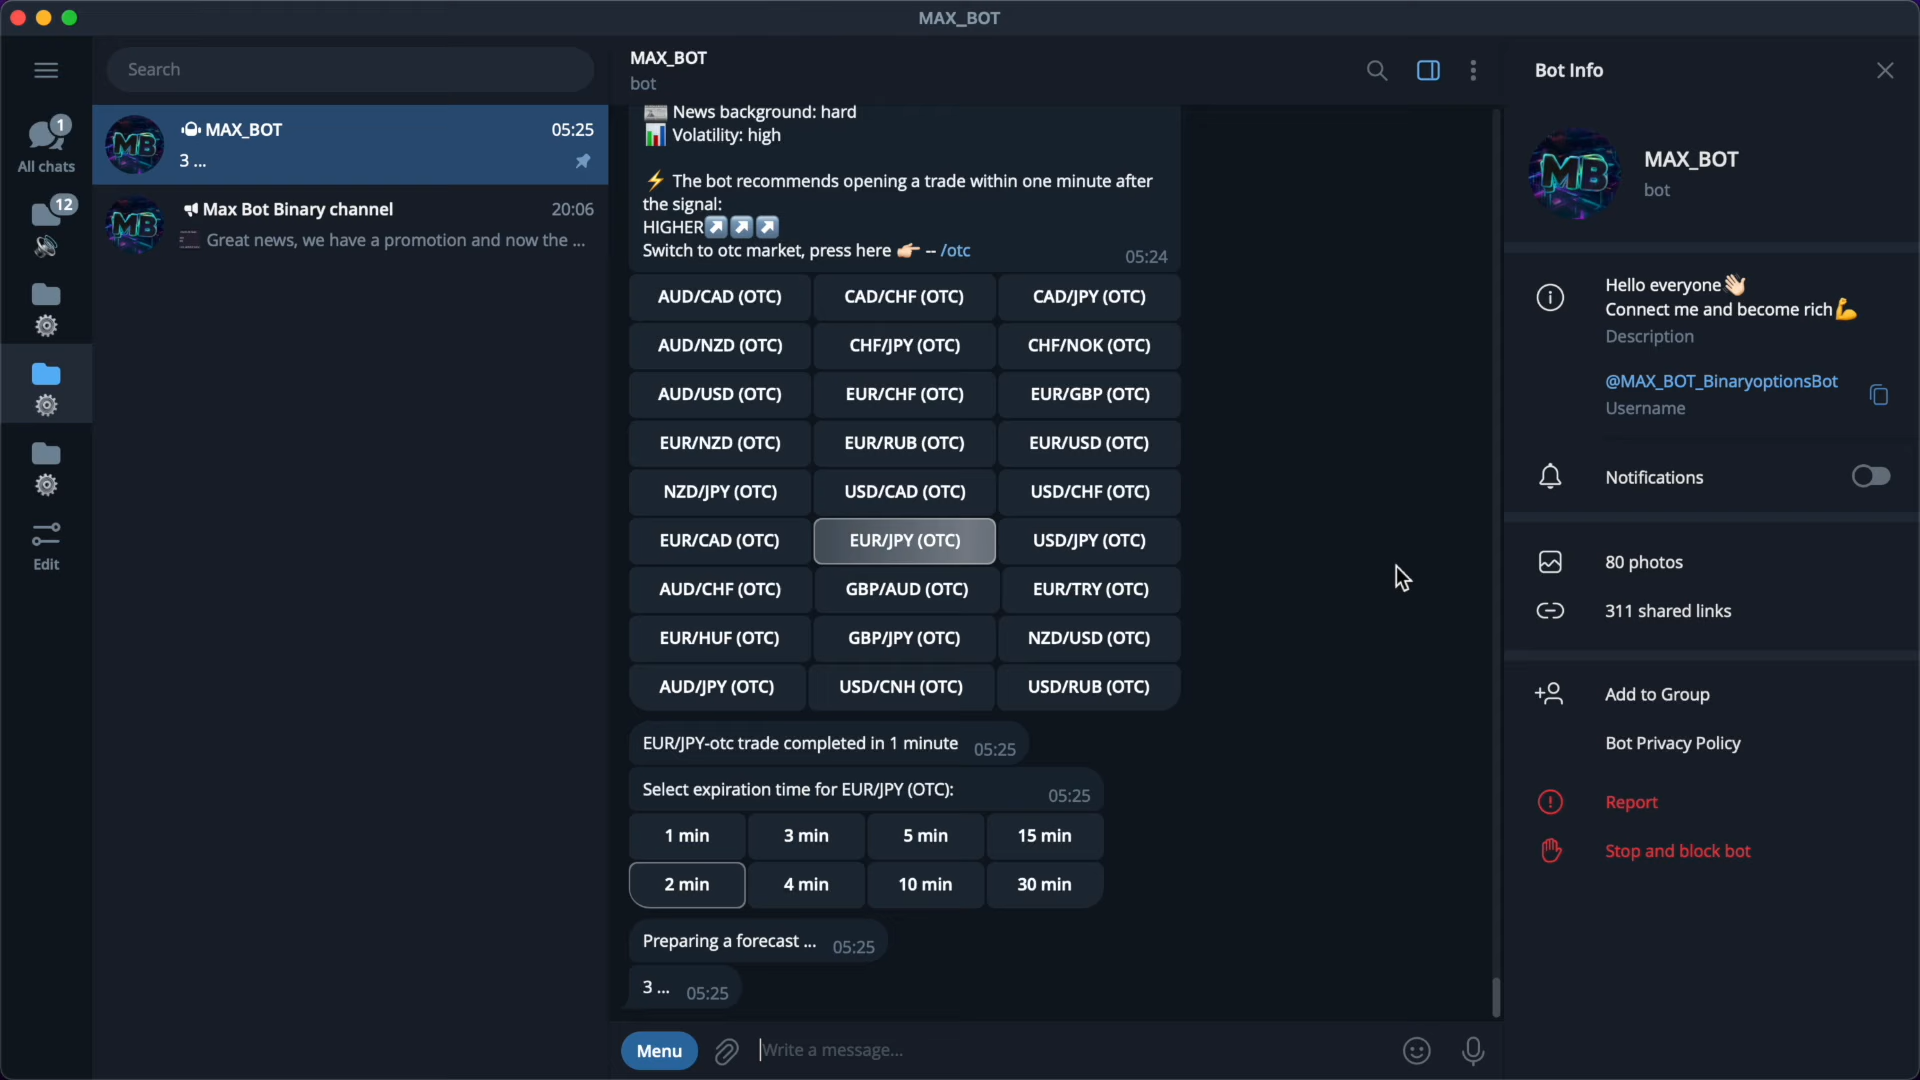 MAX_BOT
Search
1
All chats
12
Edit
MAX_BOT
05:25
3 ...
Max Bot Binary channel
20:06
Great news, we have a promotion and now the ...
MAX_BOT
bot
News background: hard
Volatility: high
The bot recommends opening a trade within one minute after
the signal:
HIGHER
Switch to otc market, press here -- /otc
05:24
AUD/CAD (OTC) CAD/CHF (OTC) CAD/JPY (OTC)
AUD/NZD (OTC) CHF/JPY (OTC) CHF/NOK (OTC)
AUD/USD (OTC) EUR/CHF (OTC) EUR/GBP (OTC)
EUR/NZD (OTC) EUR/RUB (OTC) EUR/USD (OTC)
NZD/JPY (OTC) USD/CAD (OTC) USD/CHF (OTC)
EUR/CAD (OTC) EUR/JPY (OTC) USD/JPY (OTC)
AUD/CHF (OTC) GBP/AUD (OTC) EUR/TRY (OTC)
EUR/HUF (OTC) GBP/JPY (OTC) NZD/USD (OTC)
AUD/JPY (OTC) USD/CNH (OTC) USD/RUB (OTC)
EUR/JPY-otc trade completed in 1 minute 05:25
Select expiration time for EUR/JPY (OTC): 05:25
1 min 3 min 5 min 15 min
2 min 4 min 10 min 30 min
Preparing a forecast ... 05:25
3 ... 05:25
Menu
Write a message...
Bot Info
MB
MAX_BOT
bot
Hello everyone👋🏻
Connect me and become rich💪
Description
@MAX_BOT_BinaryoptionsBot
Username
Notifications
80 photos
311 shared links
Add to Group
Bot Privacy Policy
Report
Stop and block bot